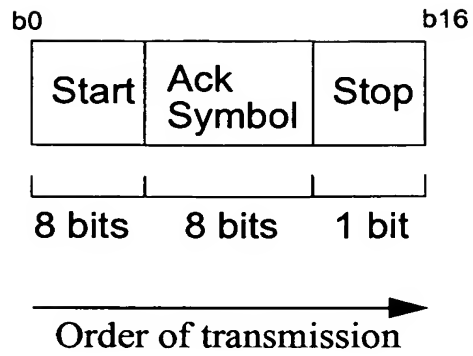 b0 b16
Start Ack Symbol Stop
8 bits 8 bits 1 bit
Order of transmission